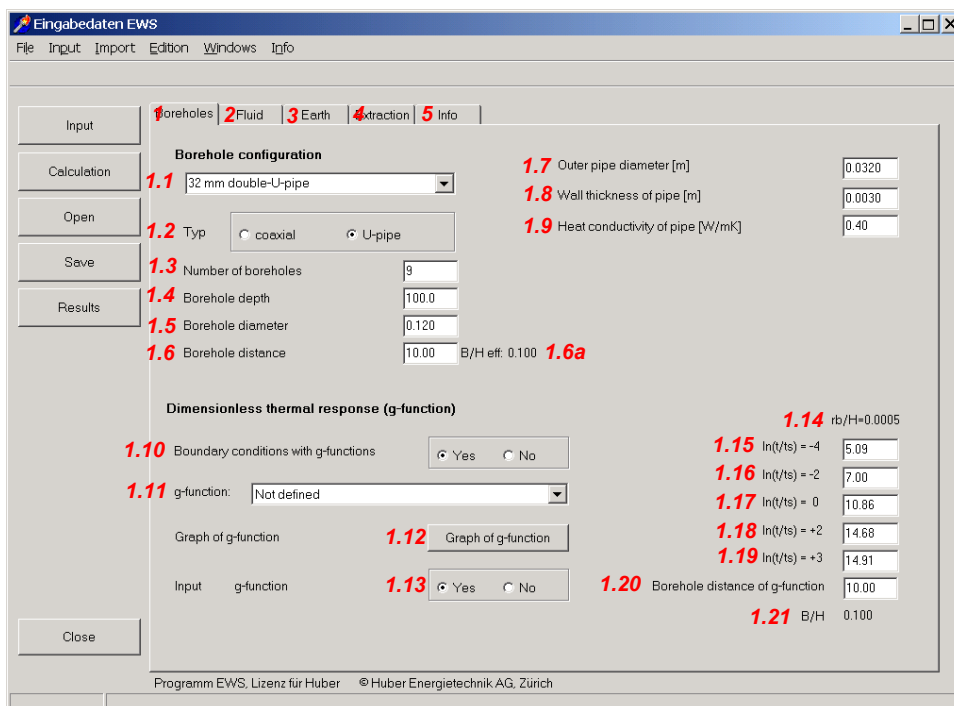 Eingabedaten EWS
File Input Import Edition Windows Info
1 Boreholes 2 Fluid 3 Earth 4 Extraction 5 Info
Input
Calculation
Open
Save
Results
Close
Borehole configuration
1.1 32 mm double-U-pipe
1.2 Typ coaxial U-pipe
1.3 Number of boreholes 9
1.4 Borehole depth 100.0
1.5 Borehole diameter 0.120
1.6 Borehole distance 10.00 B/H eff: 0.100 1.6a
1.7 Outer pipe diameter [m] 0.0320
1.8 Wall thickness of pipe [m] 0.0030
1.9 Heat conductivity of pipe [W/mK] 0.40
Dimensionless thermal response (g-function)
1.10 Boundary conditions with g-functions Yes No
1.11 g-function: Not defined
Graph of g-function 1.12 Graph of g-function
Input g-function 1.13 Yes No
1.14 rb/H=0.0005
1.15 ln(t/ts) = -4 5.09
1.16 ln(t/ts) = -2 7.00
1.17 ln(t/ts) = 0 10.86
1.18 ln(t/ts) = +2 14.68
1.19 ln(t/ts) = +3 14.91
1.20 Borehole distance of g-function 10.00
1.21 B/H 0.100
Programm EWS, Lizenz für Huber © Huber Energietechnik AG, Zürich